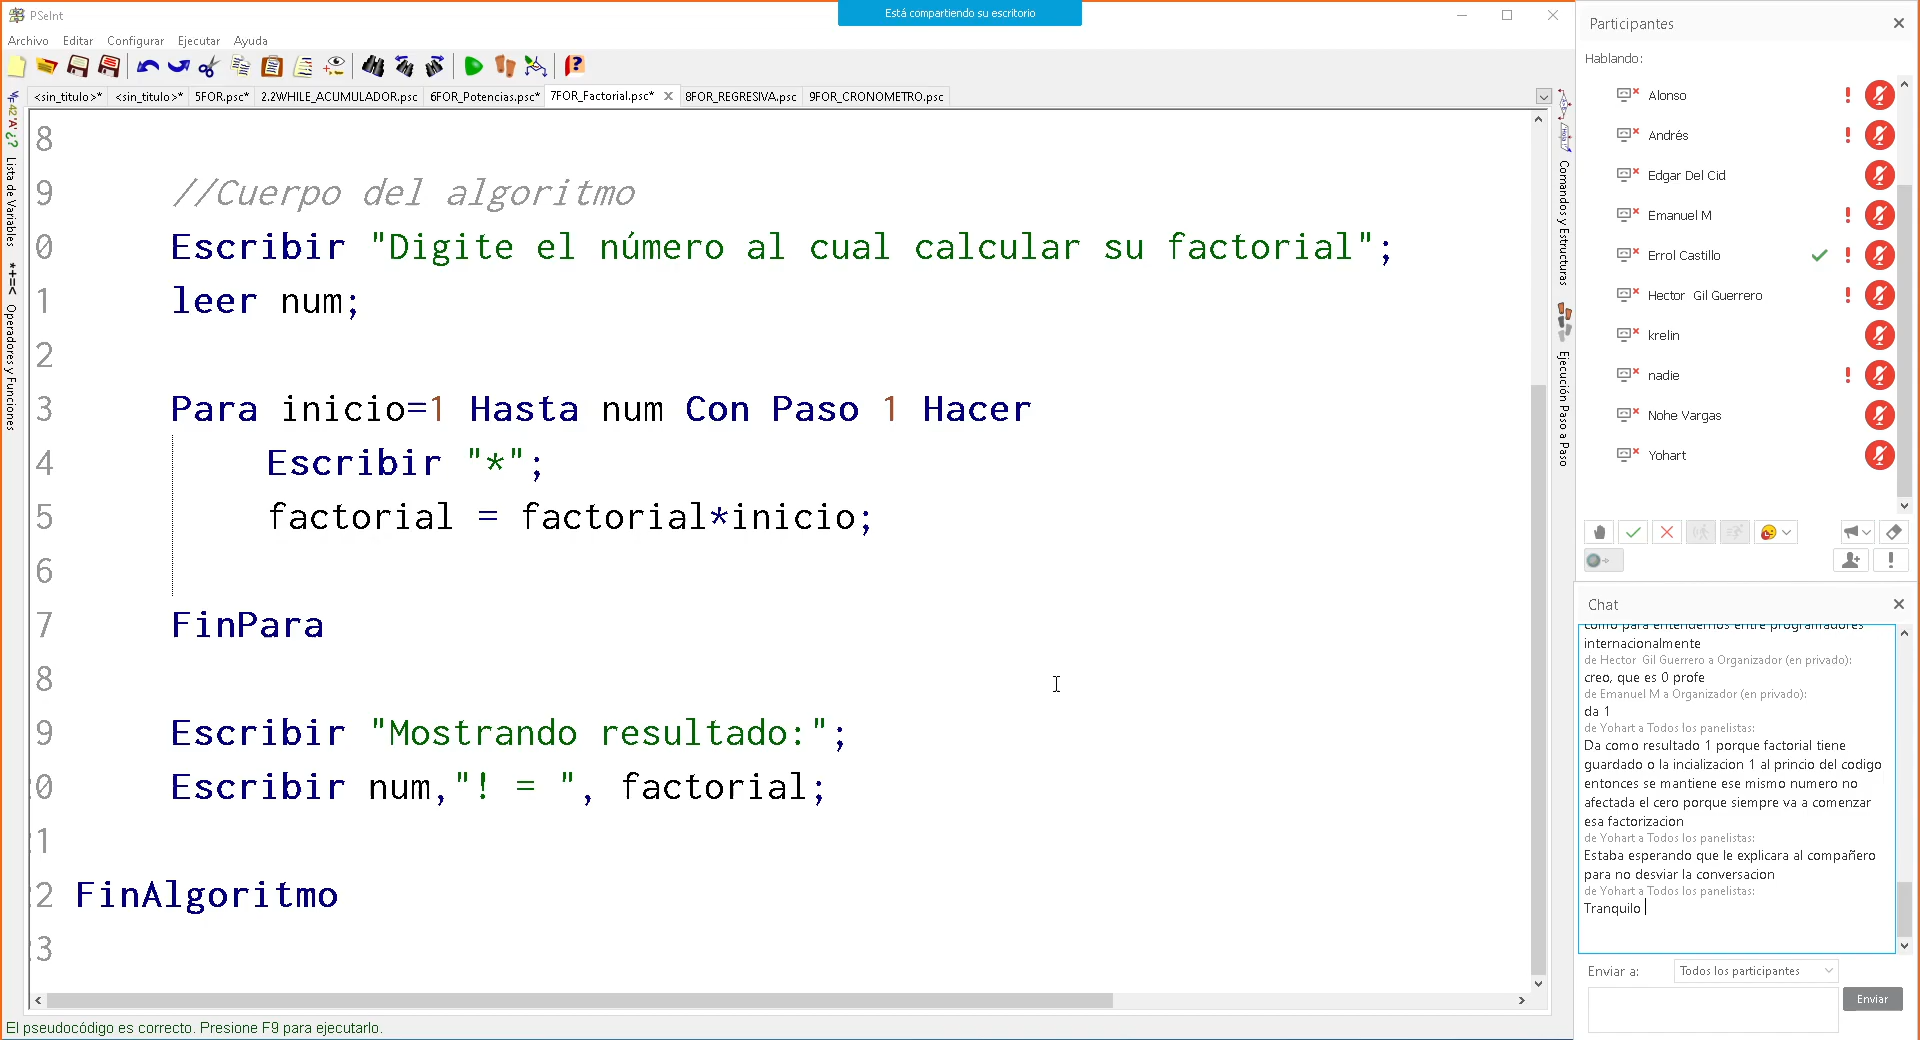 PSeInt
Está compartiendo su escritorio
Archivo Editar Configurar Ejecutar Ayuda
<sin_titulo>* <sin_titulo>* 5FOR.psc* 2.2WHILE_ACUMULADOR.psc 6FOR_Potencias.psc* 7FOR_Factorial.psc* 8FOR_REGRESIVA.psc 9FOR_CRONOMETRO.psc
Lista de Variables
Operadores y Funciones
8
9 //Cuerpo del algoritmo
0 Escribir "Digite el número al cual calcular su factorial";
1 leer num;
2
3 Para inicio=1 Hasta num Con Paso 1 Hacer
4 Escribir "*";
5 factorial = factorial*inicio;
6
7 FinPara
8
9 Escribir "Mostrando resultado:";
0 Escribir num,"! = ", factorial;
1
2 FinAlgoritmo
3
El pseudocódigo es correcto. Presione F9 para ejecutarlo.
Comandos y Estructuras
Ejecución Paso a Paso
Participantes
Hablando:
Alonso
Andrés
Edgar Del Cid
Emanuel M
Errol Castillo
Hector Gil Guerrero
krelin
nadie
Nohe Vargas
Yohart
Chat
como para entendernos entre programadores
internacionalmente
de Hector Gil Guerrero a Organizador (en privado):
creo, que es 0 profe
de Emanuel M a Organizador (en privado):
da 1
de Yohart a Todos los panelistas:
Da como resultado 1 porque factorial tiene
guardado o la incializacion 1 al princio del codigo
entonces se mantiene ese mismo numero no
afectada el cero porque siempre va a comenzar
esa factorizacion
de Yohart a Todos los panelistas:
Estaba esperando que le explicara al compañero
para no desviar la conversacion
de Yohart a Todos los panelistas:
Tranquilo
Enviar a: Todos los participantes
Enviar